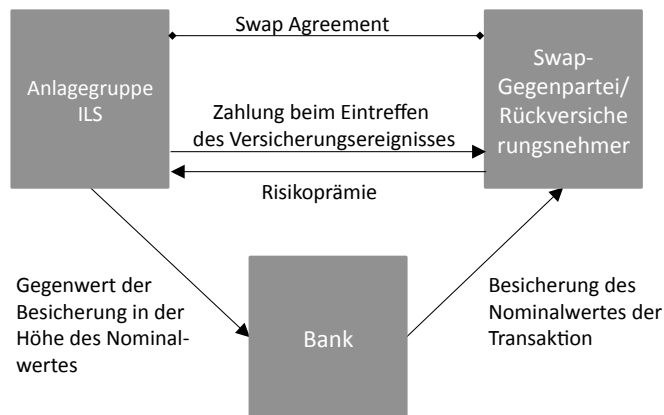 Swap Agreement
Anlagegruppe
ILS
Swap-
Gegenpartei/
Rückversiche
rungsnehmer
Zahlung beim Eintreffen
des Versicherungsereignisses
Risikoprämie
Gegenwert der
Besicherung in der
Höhe des Nominal-
wertes
Bank
Besicherung des
Nominalwertes der
Transaktion